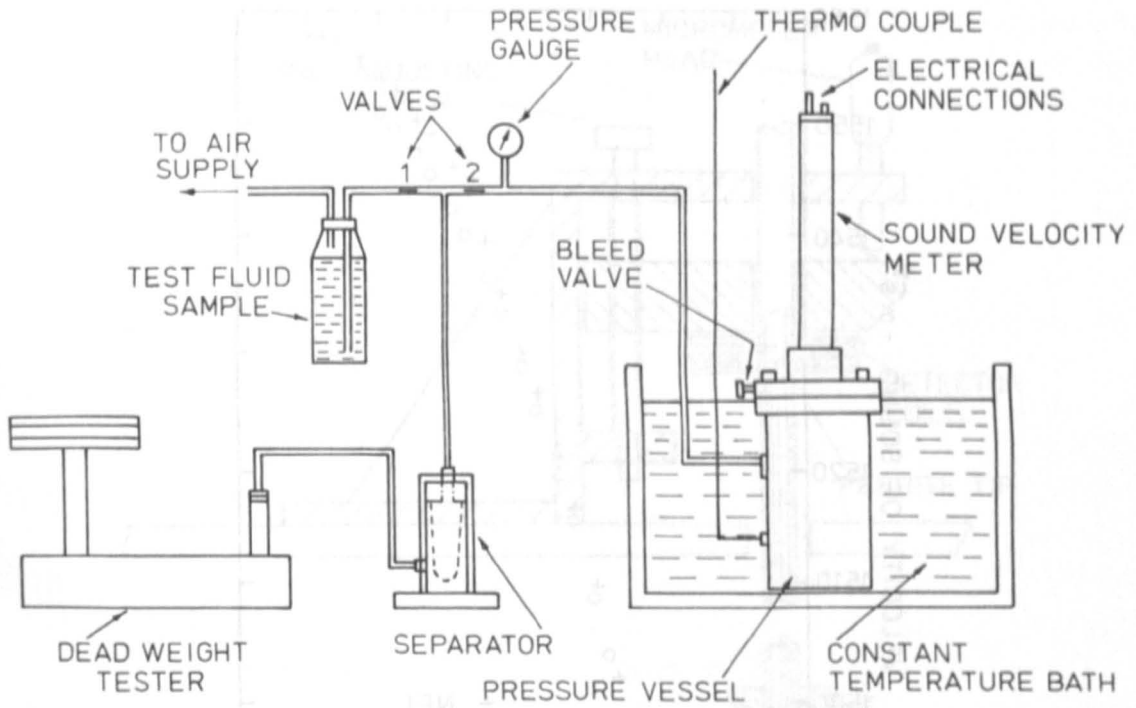 PRESSURE
GAUGE
THERMO COUPLE
ELECTRICAL
CONNECTIONS
VALVES
TO AIR
SUPPLY
1
2
SOUND VELOCITY
METER
BLEED
VALVE
TEST FLUID
SAMPLE
DEAD WEIGHT
TESTER
SEPARATOR
PRESSURE VESSEL
CONSTANT
TEMPERATURE BATH